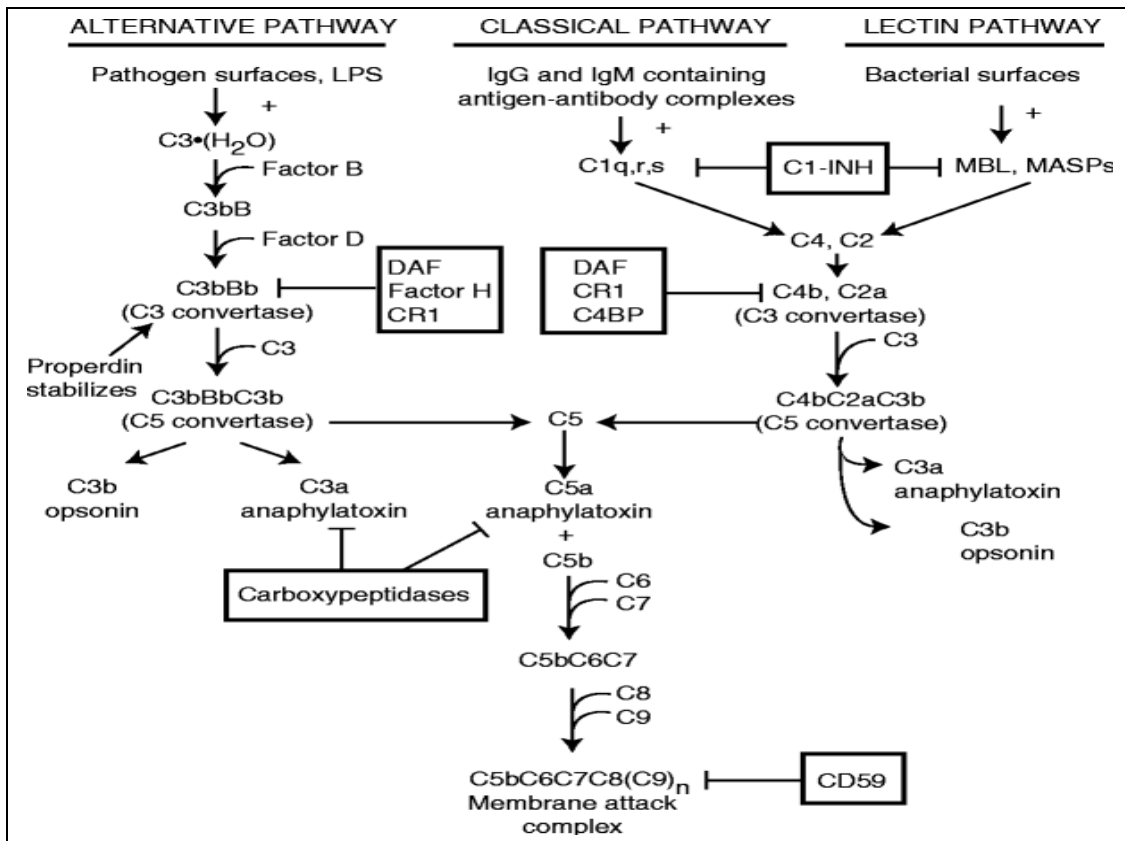 ALTERNATIVE PATHWAY
CLASSICAL PATHWAY
LECTIN PATHWAY
Pathogen surfaces, LPS
+
C3•(H2O)
Factor B
C3bB
Factor D
C3bBb
(C3 convertase)
DAF
Factor H
CR1
Properdin
stabilizes
C3
C3bBbC3b
(C5 convertase)
C3b
opsonin
C3a
anaphylatoxin
Carboxypeptidases
IgG and IgM containing
antigen-antibody complexes
+
C1q,r,s
C1-INH
Bacterial surfaces
+
MBL, MASPs
C4, C2
DAF
CR1
C4BP
C4b, C2a
(C3 convertase)
C3
C4bC2aC3b
(C5 convertase)
C3a
anaphylatoxin
C3b
opsonin
C5
C5a
anaphylatoxin
+
C5b
C6
C7
C5bC6C7
C8
C9
C5bC6C7C8(C9)n
Membrane attack
complex
CD59